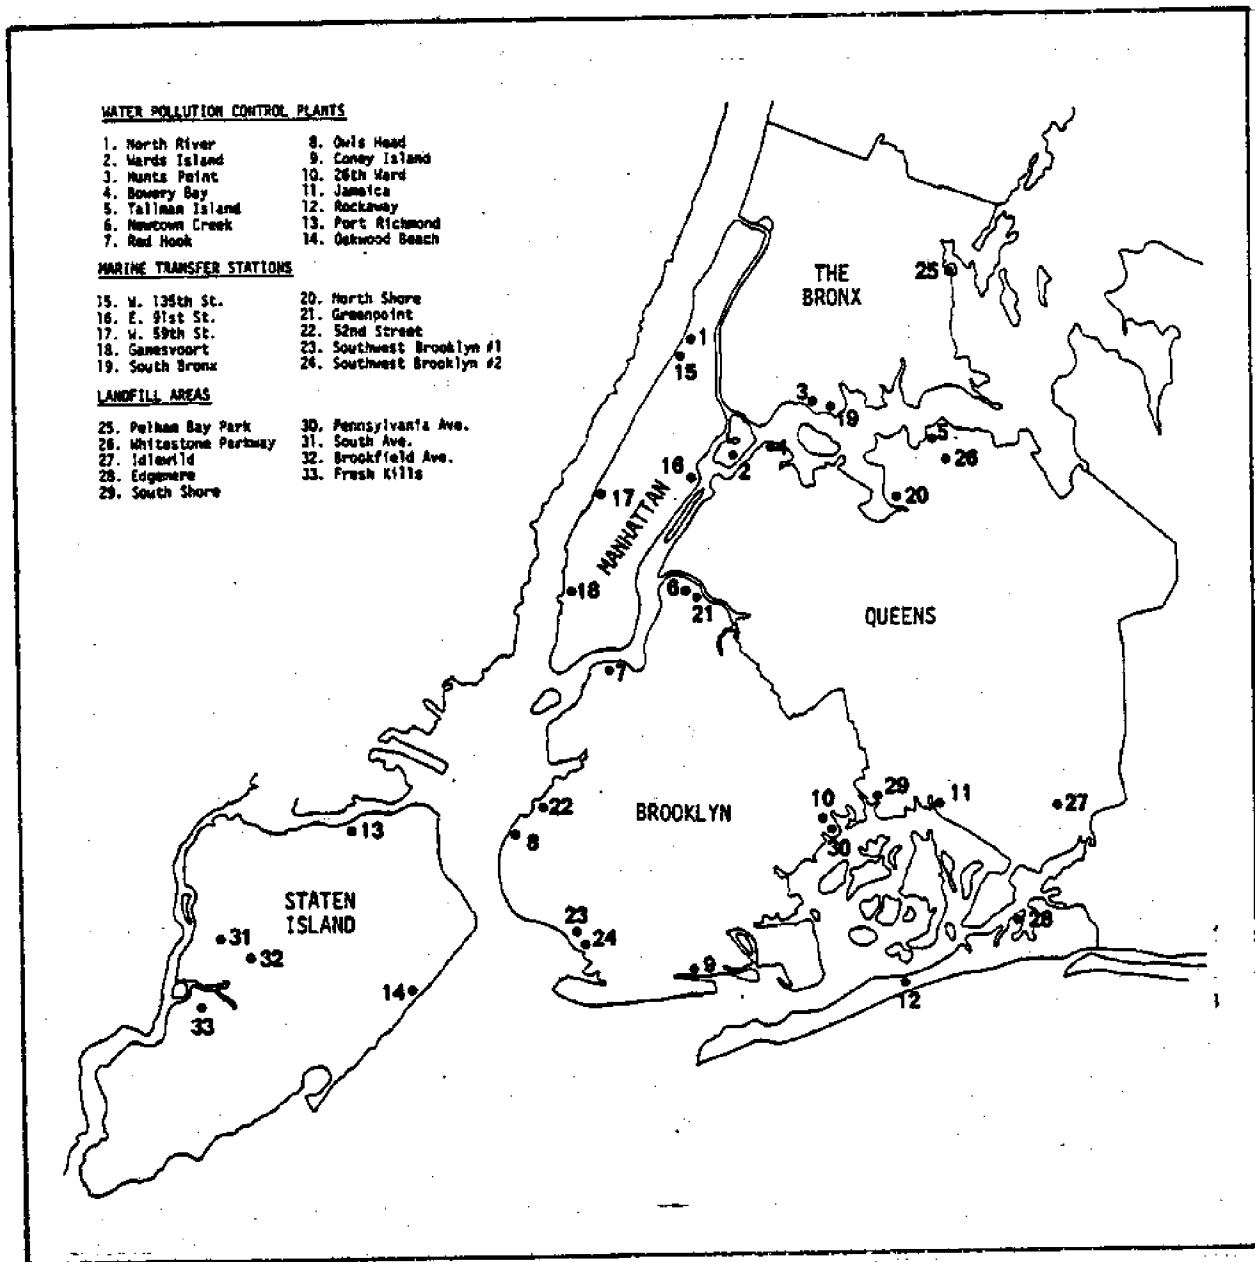 WATER POLLUTION CONTROL PLANTS
1. North River
2. Wards Island
3. Hunts Point
4. Bowery Bay
5. Tallman Island
6. Newtown Creek
7. Red Hook
8. Owls Head
9. Coney Island
10. 26th Ward
11. Jamaica
12. Rockaway
13. Port Richmond
14. Oakwood Beach
MARINE TRANSFER STATIONS
15. W. 135th St.
16. E. 91st St.
17. W. 59th St.
18. Gansevoort
19. South Bronx
20. North Shore
21. Greenpoint
22. 52nd Street
23. Southwest Brooklyn #1
24. Southwest Brooklyn #2
LANDFILL AREAS
25. Pelham Bay Park
26. Whitestone Parkway
27. Idlewild
28. Edgemere
29. South Shore
30. Pennsylvania Ave.
31. South Ave.
32. Brookfield Ave.
33. Fresh Kills
THE
BRONX
25
1
15
3
19
4
5
26
2
16
20
17
MANHATTAN
18
6
21
QUEENS
7
22
BROOKLYN
10
29
11
27
13
8
30
STATEN
ISLAND
23
24
28
31
32
9
14
12
33